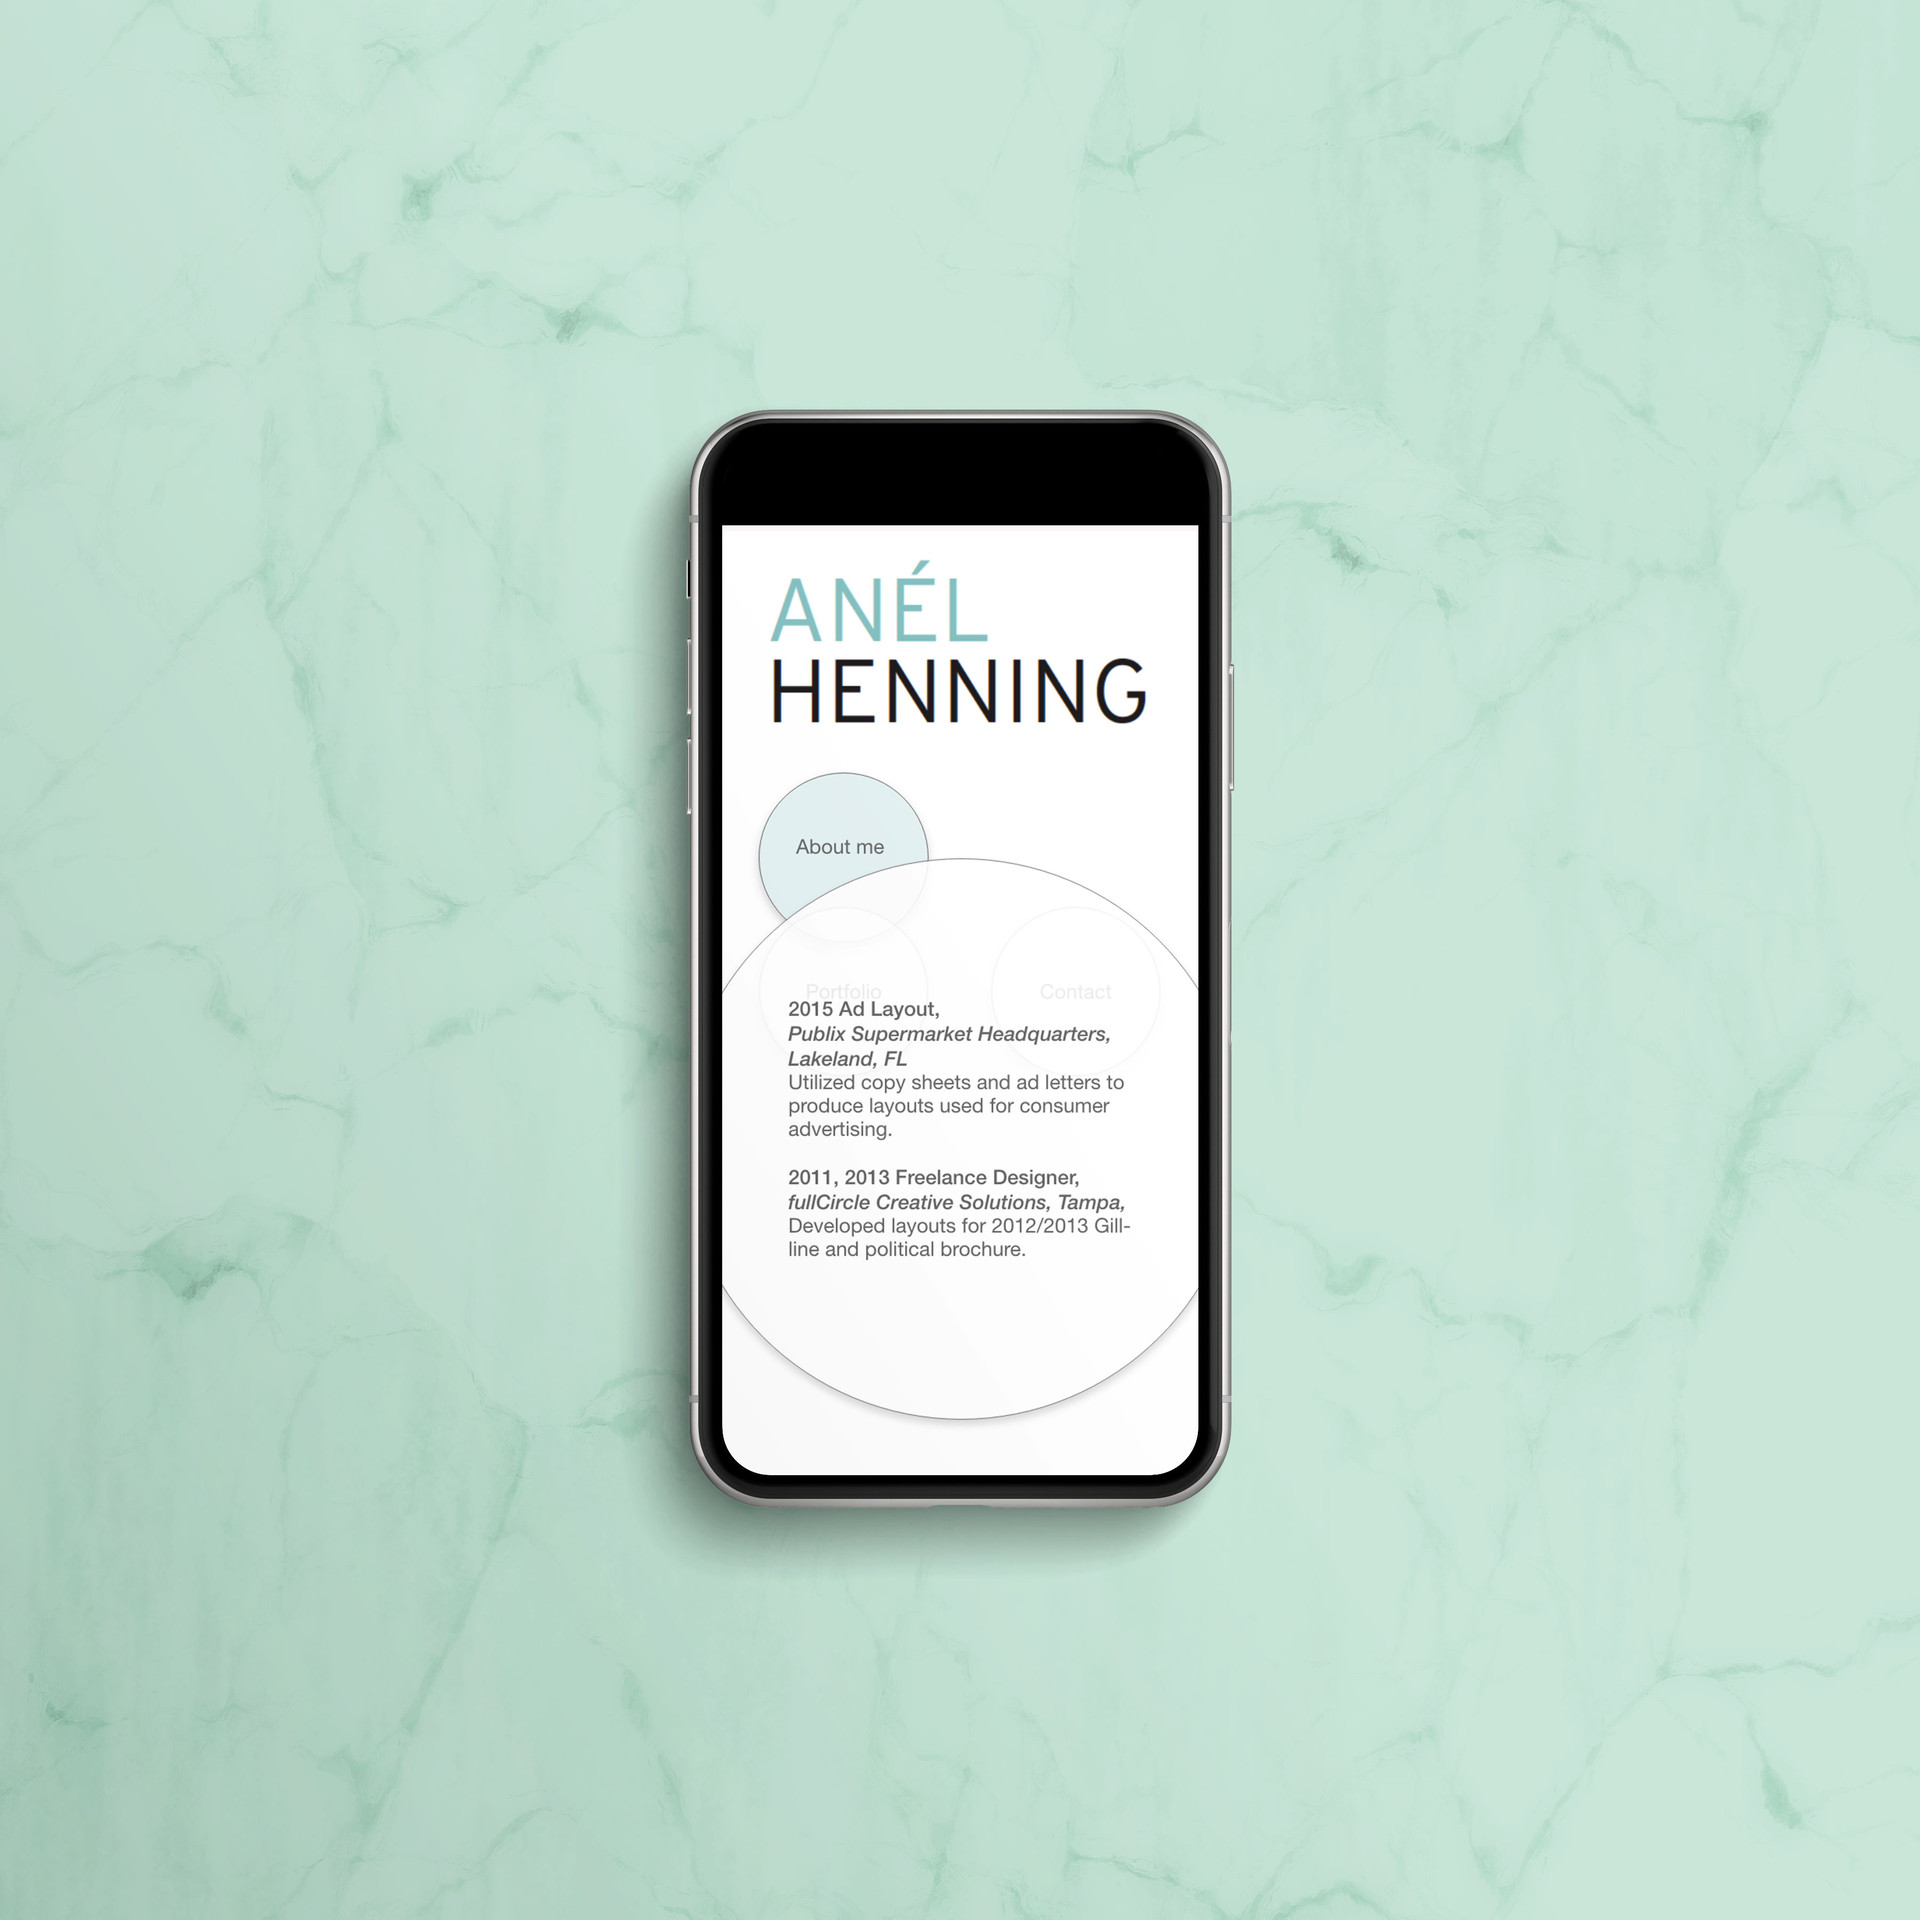 ANÉL
HENNING
About me
Portfolio
Contact
2015 Ad Layout,
Publix Supermarket Headquarters,
Lakeland, FL
Utilized copy sheets and ad letters to
produce layouts used for consumer
advertising.
2011, 2013 Freelance Designer,
fullCircle Creative Solutions, Tampa,
Developed layouts for 2012/2013 Gill-
line and political brochure.